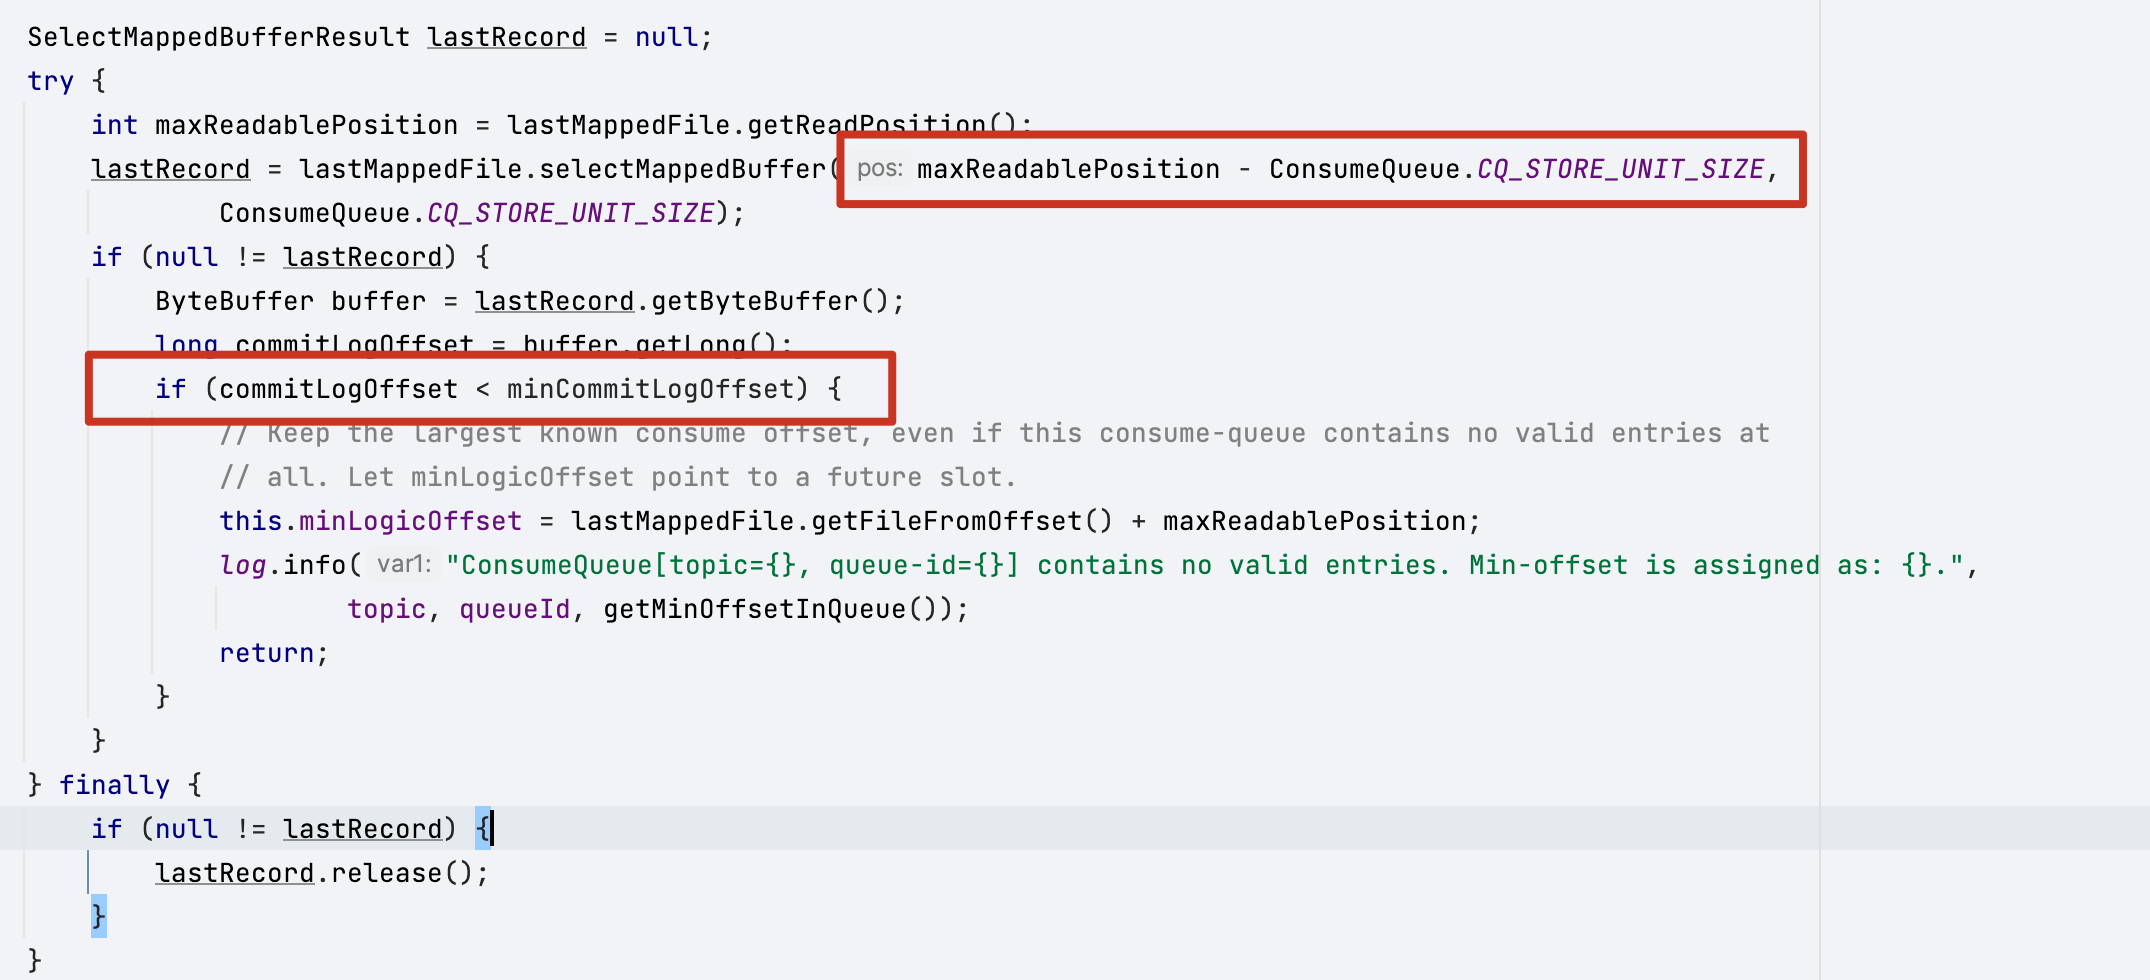 SelectMappedBufferResult lastRecord = null;
try {
int maxReadablePosition = lastMappedFile.getReadPosition();
lastRecord = lastMappedFile.selectMappedBuffer( pos: maxReadablePosition - ConsumeQueue.CQ_STORE_UNIT_SIZE,
ConsumeQueue.CQ_STORE_UNIT_SIZE);
if (null != lastRecord) {
ByteBuffer buffer = lastRecord.getByteBuffer();
long commitLogOffset = buffer.getLong();
if (commitLogOffset < minCommitLogOffset) {
// Keep the largest known consume offset, even if this consume-queue contains no valid entries at
// all. Let minLogicOffset point to a future slot.
this.minLogicOffset = lastMappedFile.getFileFromOffset() + maxReadablePosition;
log.info( var1: "ConsumeQueue[topic={}, queue-id={}] contains no valid entries. Min-offset is assigned as: {}.",
topic, queueId, getMinOffsetInQueue());
return;
}
}
} finally {
if (null != lastRecord) {
lastRecord.release();
}
}